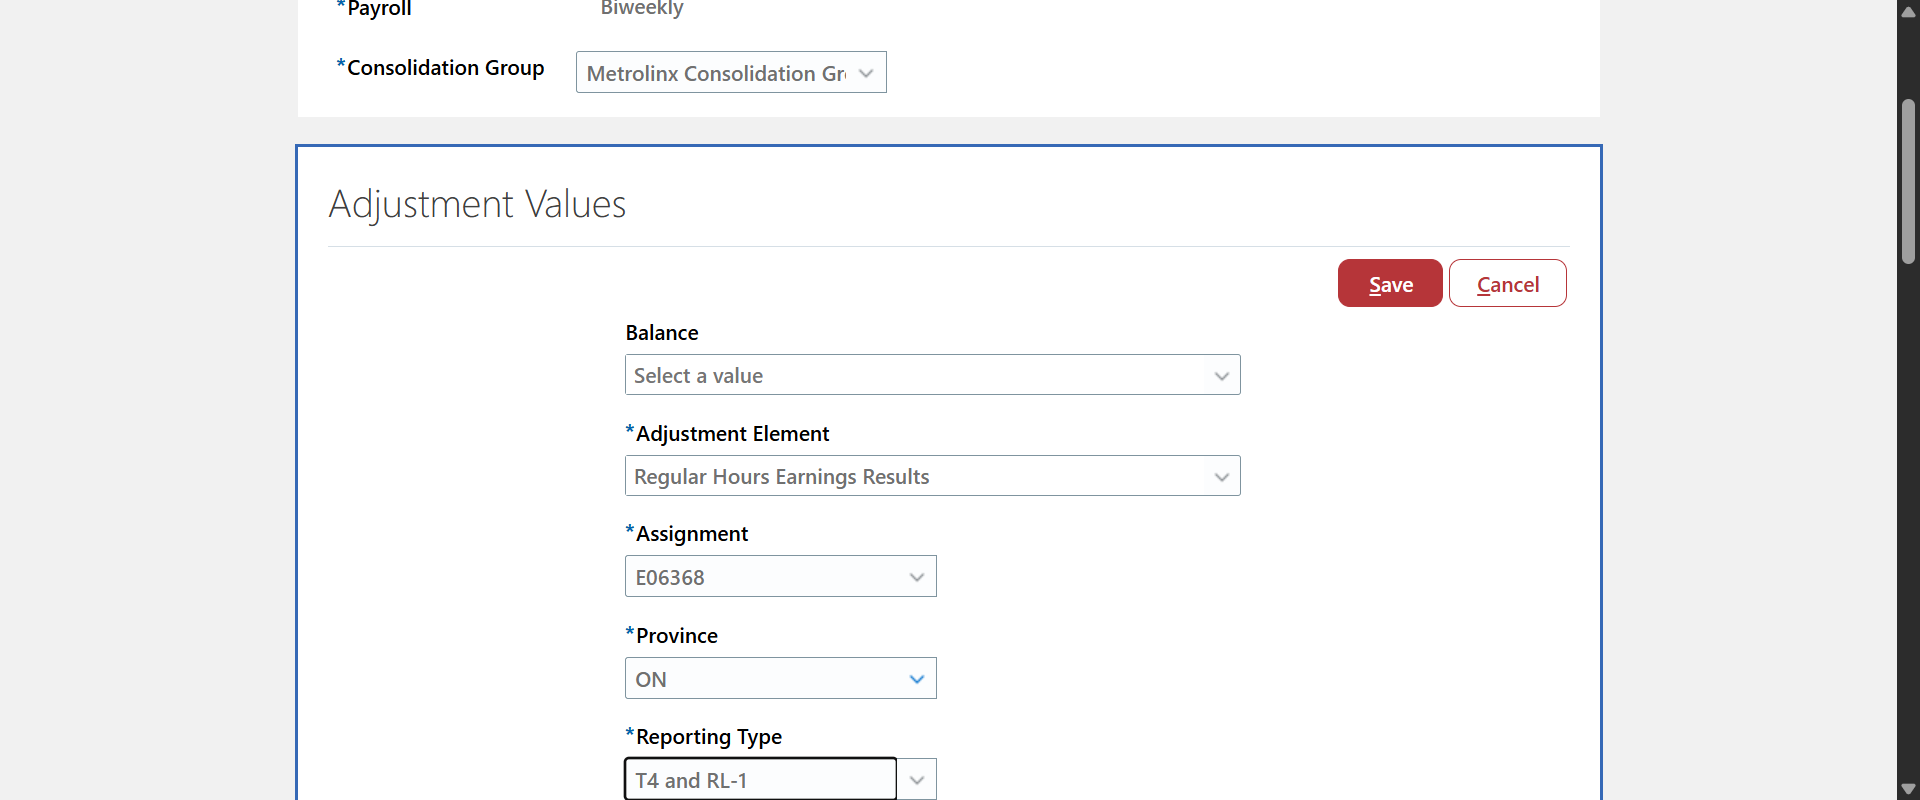 *Payroll
Biweekly
*Consolidation Group
Metrolinx Consolidation Gr
Adjustment Values
Save
Cancel
Balance
Select a value
*Adjustment Element
Regular Hours Earnings Results
*Assignment
E06368
*Province
ON
*Reporting Type
T4 and RL-1